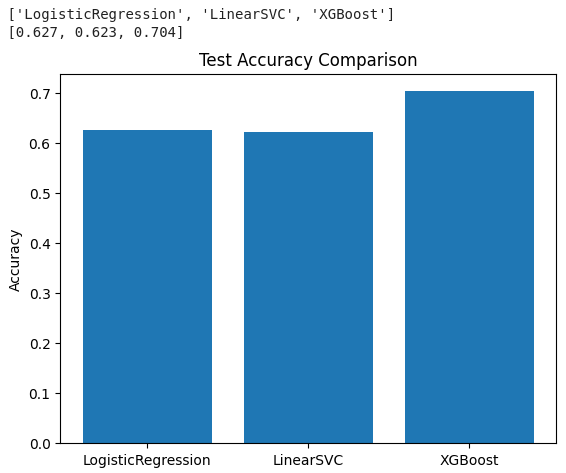 ['LogisticRegression', 'LinearSVC', 'XGBoost']
[0.627, 0.623, 0.704]
Test Accuracy Comparison
Accuracy
0.7
0.6
0.5
0.4
0.3
0.2
0.1
0.0
LogisticRegression LinearSVC XGBoost